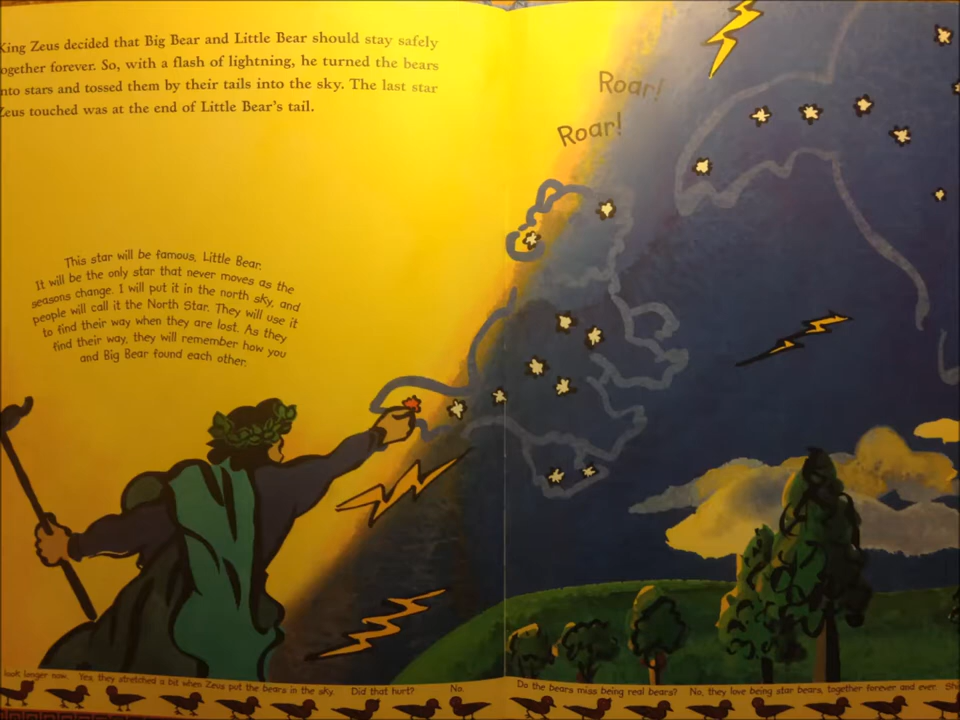 King Zeus decided that Big Bear and Little Bear should stay safely
together forever. So, with a flash of lightning, he turned the bears
into stars and tossed them by their tails into the sky. The last star
Zeus touched was at the end of Little Bear's tail.
Roar!
Roar!
This star will be famous, Little Bear.
It will be the only star that never moves as the
seasons change. I will put it in the north sky, and
people will call it the North Star. They will use it
to find their way when they are lost. As they
find their way, they will remember how you
and Big Bear found each other.
look longer now. Yes, they stretched a bit when Zeus put the bears in the sky. Did that hurt? No. Do the bears miss being real bears? No, they love being star bears, together forever and ever